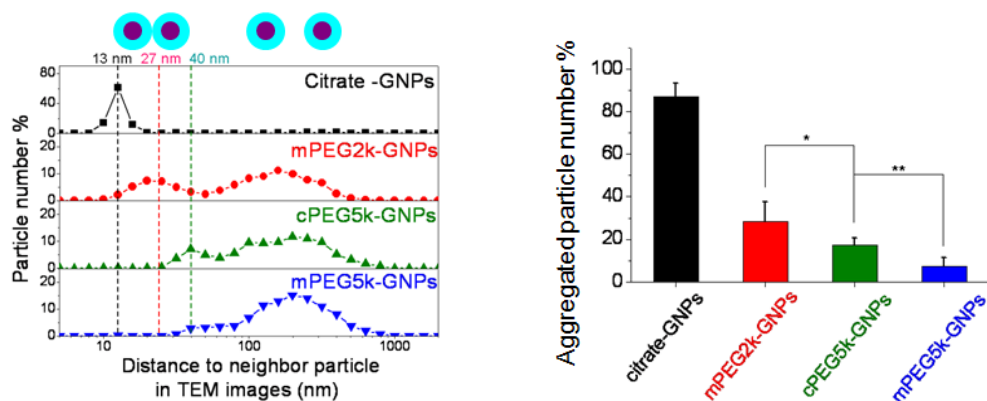 13 nm 27 nm 40 nm
80
40
0
Citrate -GNPs
20
10
0
mPEG2k-GNPs
20
10
0
cPEG5k-GNPs
20
10
0
mPEG5k-GNPs
10 100 1000
Particle number %
Distance to neighbor particle
in TEM images (nm)
Aggregated particle number %
100
80
60
40
20
0
*
**
citrate-GNPs
mPEG2k-GNPs
cPEG5k-GNPs
mPEG5k-GNPs